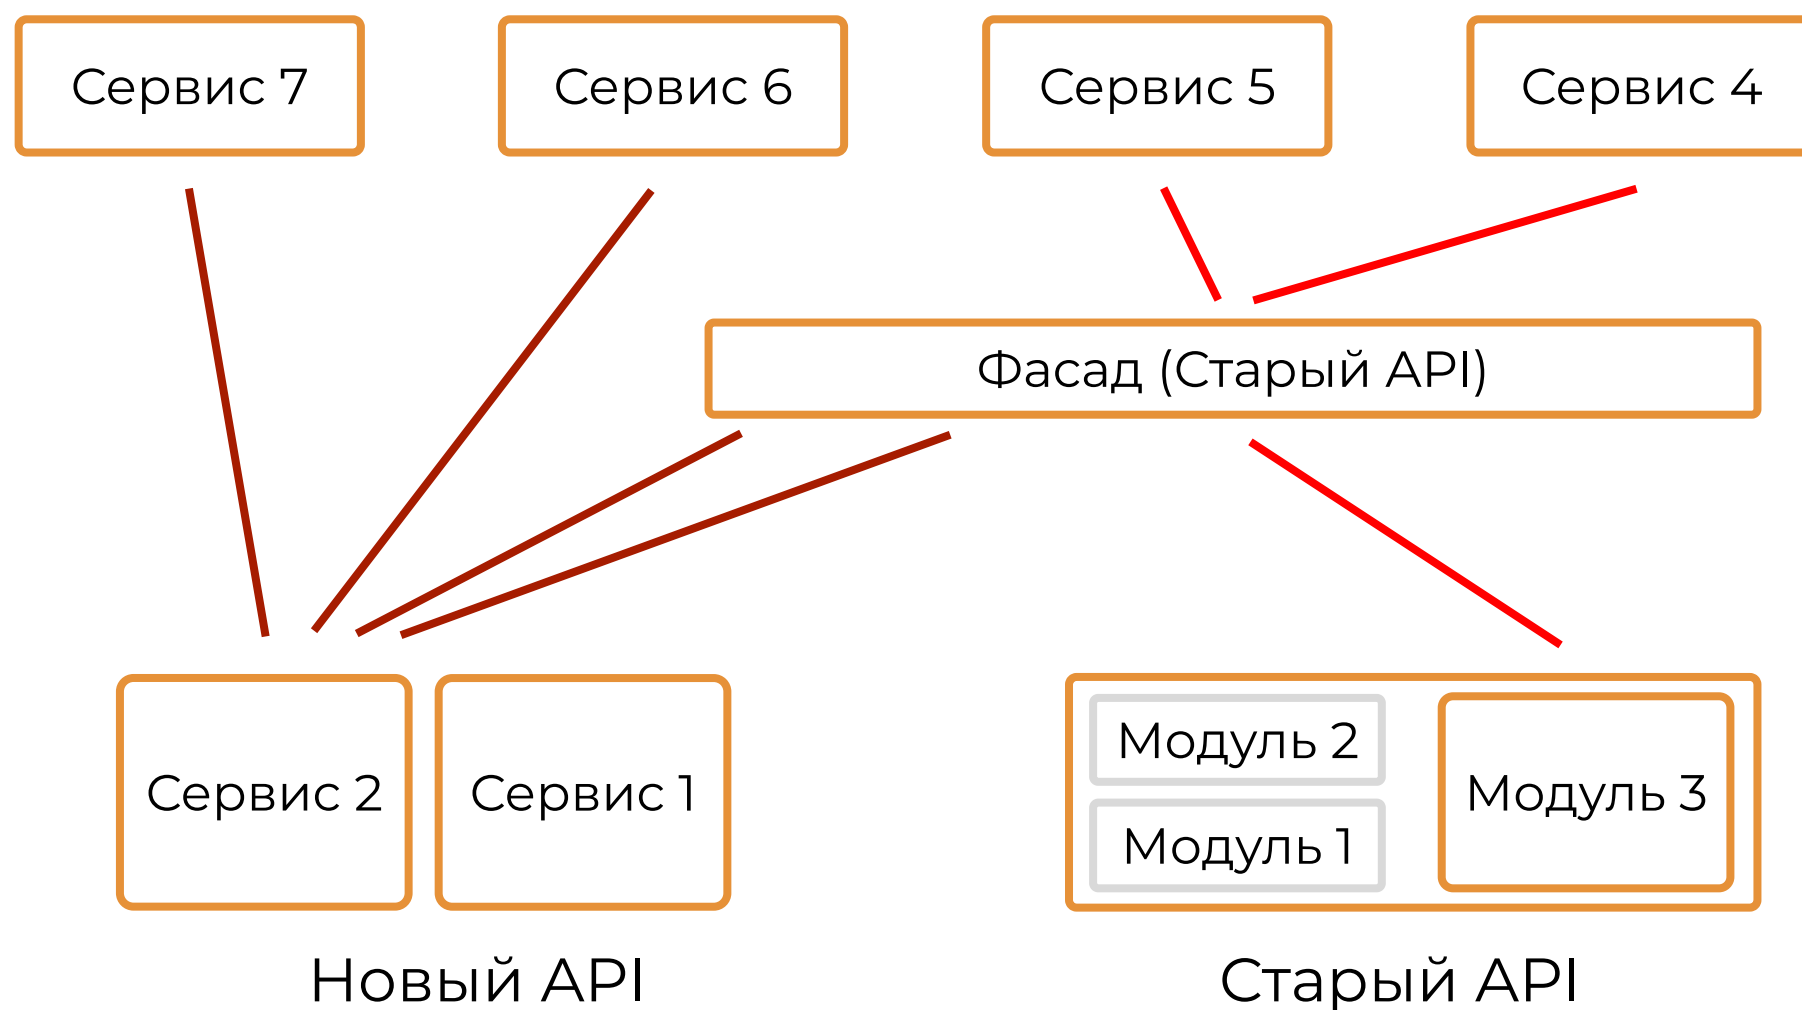 Сервис 7
Сервис 6
Сервис 5
Сервис 4
Фасад (Старый API)
Сервис 2
Сервис 1
Модуль 2
Модуль 1
Модуль 3
Новый API
Старый API